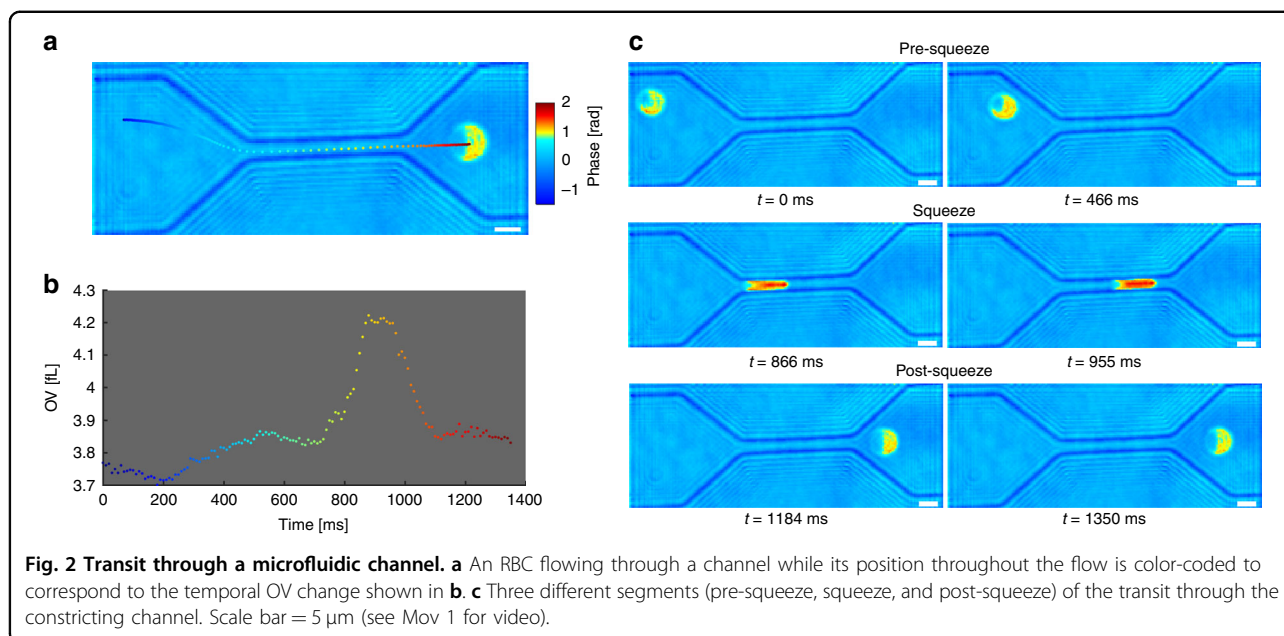 a
2
1
0
−1
Phase [rad]
b
4.3
4.2
4.1
4
3.9
3.8
3.7
OV [fL]
0 200 400 600 800 1000 1200 1400
Time [ms]
c
Pre-squeeze
t = 0 ms t = 466 ms
Squeeze
t = 866 ms t = 955 ms
Post-squeeze
t = 1184 ms t = 1350 ms
Fig. 2 Transit through a microfluidic channel. a An RBC flowing through a channel while its position throughout the flow is color-coded to
correspond to the temporal OV change shown in b. c Three different segments (pre-squeeze, squeeze, and post-squeeze) of the transit through the
constricting channel. Scale bar = 5 μm (see Mov 1 for video).